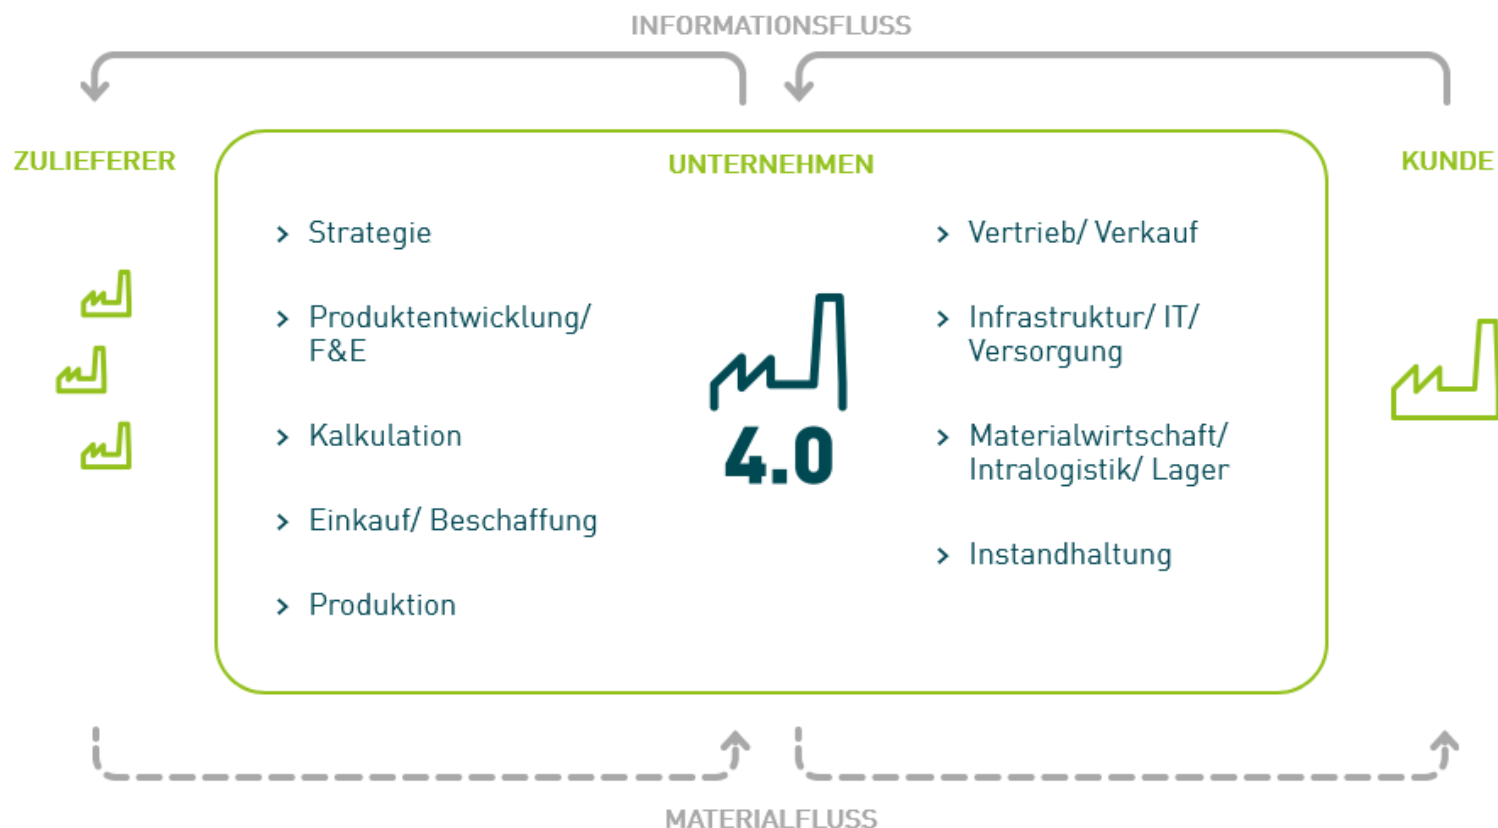 INFORMATIONSFLUSS
ZULIEFERER
UNTERNEHMEN
KUNDE
> Strategie
> Produktentwicklung/
F&E
> Kalkulation
> Einkauf/ Beschaffung
> Produktion
4.0
> Vertrieb/ Verkauf
> Infrastruktur/ IT/
Versorgung
> Materialwirtschaft/
Intralogistik/ Lager
> Instandhaltung
MATERIALFLUSS